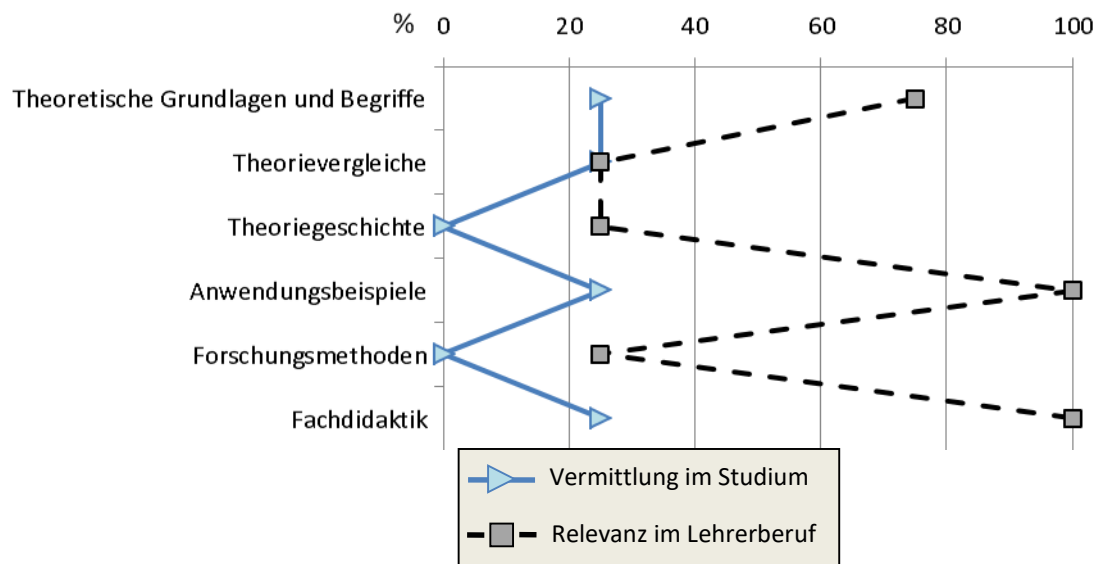 % 0 20 40 60 80 100
Theoretische Grundlagen und Begriffe
Theorievergleiche
Theoriegeschichte
Anwendungsbeispiele
Forschungsmethoden
Fachdidaktik
Vermittlung im Studium
Relevanz im Lehrerberuf